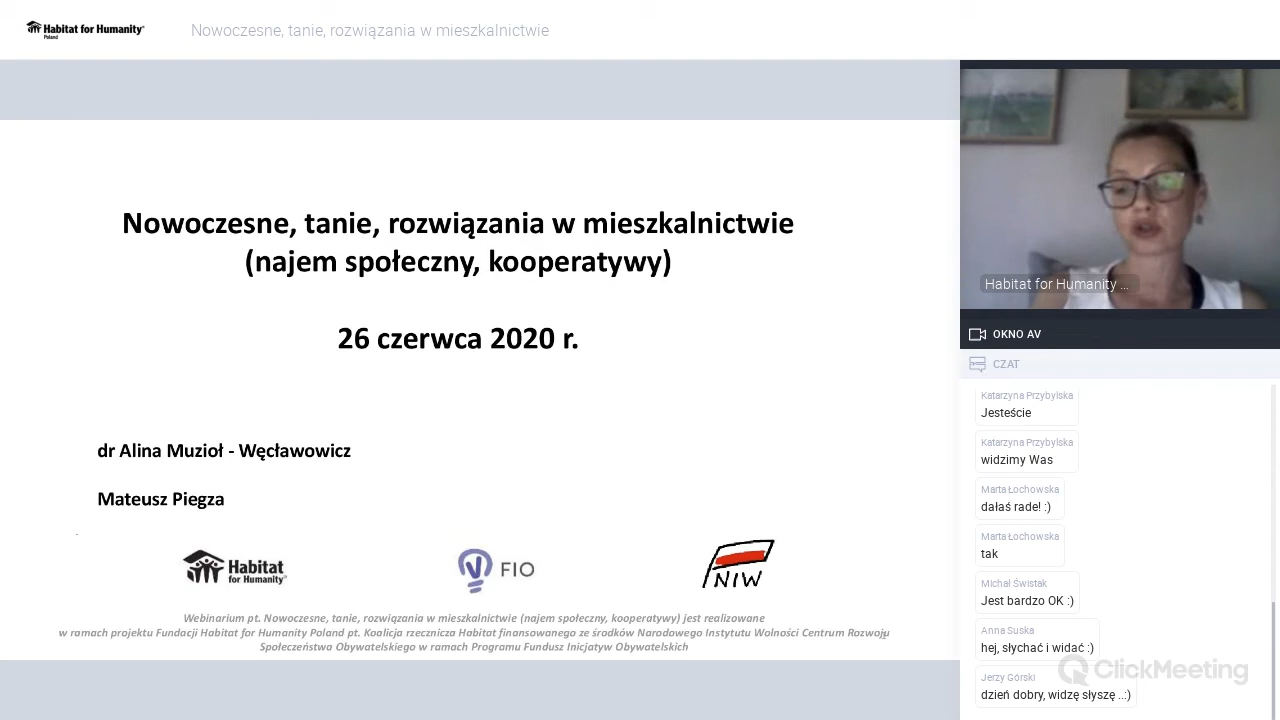 Habitat for Humanity®
Poland
Nowoczesne, tanie, rozwiązania w mieszkalnictwie
Nowoczesne, tanie, rozwiązania w mieszkalnictwie
(najem społeczny, kooperatywy)
26 czerwca 2020 r.
dr Alina Muzioł - Węcławowicz
Mateusz Piegza
Habitat
for Humanity®
FIO
NIW
Webinarium pt. Nowoczesne, tanie, rozwiązania w mieszkalnictwie (najem społeczny, kooperatywy) jest realizowane
w ramach projektu Fundacji Habitat for Humanity Poland pt. Koalicja rzecznicza Habitat finansowanego ze środków Narodowego Instytutu Wolności Centrum Rozwoju
Społeczeństwa Obywatelskiego w ramach Programu Fundusz Inicjatyw Obywatelskich
Habitat for Humanity ...
OKNO AV
CZAT
Katarzyna Przybylska
Jesteście
Katarzyna Przybylska
widzimy Was
Marta Łochowska
dałaś rade! :)
Marta Łochowska
tak
Michał Świstak
Jest bardzo OK :)
Anna Suska
hej, słychać i widać :)
Jerzy Górski
dzień dobry, widzę słyszę ..:)
ClickMeeting